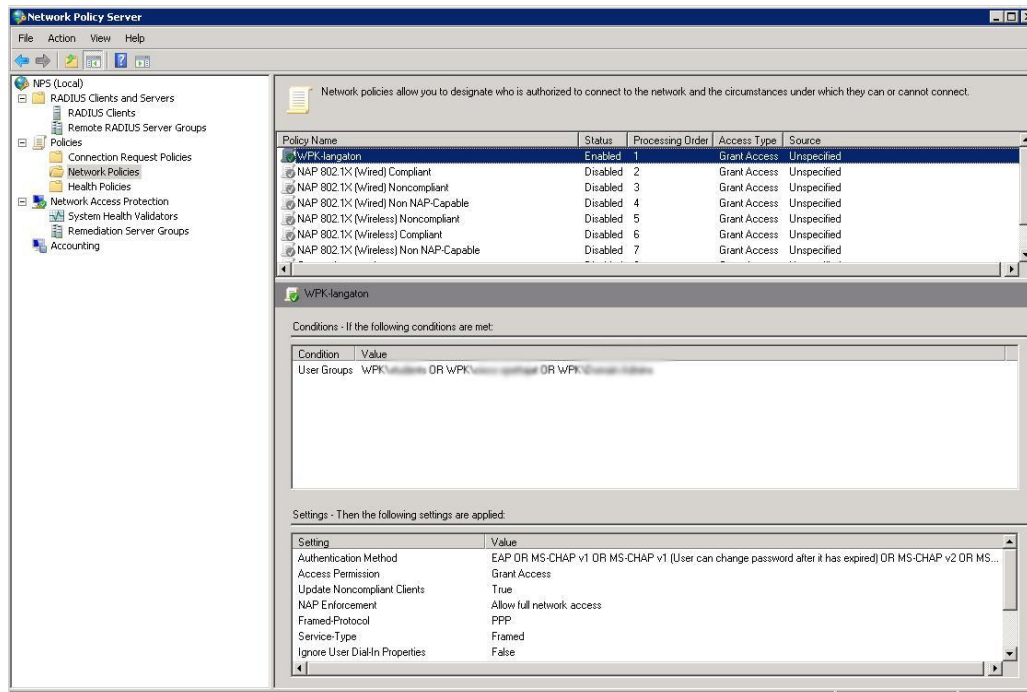 Network Policy Server
File Action View Help
NPS (Local)
RADIUS Clients and Servers
RADIUS Clients
Remote RADIUS Server Groups
Policies
Connection Request Policies
Network Policies
Health Policies
Network Access Protection
System Health Validators
Remediation Server Groups
Accounting
Network policies allow you to designate who is authorized to connect to the network and the circumstances under which they can or cannot connect.
Policy Name Status Processing Order Access Type Source
WPK-langaton Enabled 1 Grant Access Unspecified
NAP 802.1X (Wired) Compliant Disabled 2 Grant Access Unspecified
NAP 802.1X (Wired) Noncompliant Disabled 3 Grant Access Unspecified
NAP 802.1X (Wired) Non NAP-Capable Disabled 4 Grant Access Unspecified
NAP 802.1X (Wireless) Noncompliant Disabled 5 Grant Access Unspecified
NAP 802.1X (Wireless) Compliant Disabled 6 Grant Access Unspecified
NAP 802.1X (Wireless) Non NAP-Capable Disabled 7 Grant Access Unspecified
WPK-langaton
Conditions - If the following conditions are met:
Condition Value
User Groups WPK\ OR WPK\ OR WPK\
Settings - Then the following settings are applied:
Setting Value
Authentication Method EAP OR MS-CHAP v1 OR MS-CHAP v1 (User can change password after it has expired) OR MS-CHAP v2 OR MS...
Access Permission Grant Access
Update Noncompliant Clients True
NAP Enforcement Allow full network access
Framed-Protocol PPP
Service-Type Framed
Ignore User Dial-In Properties False